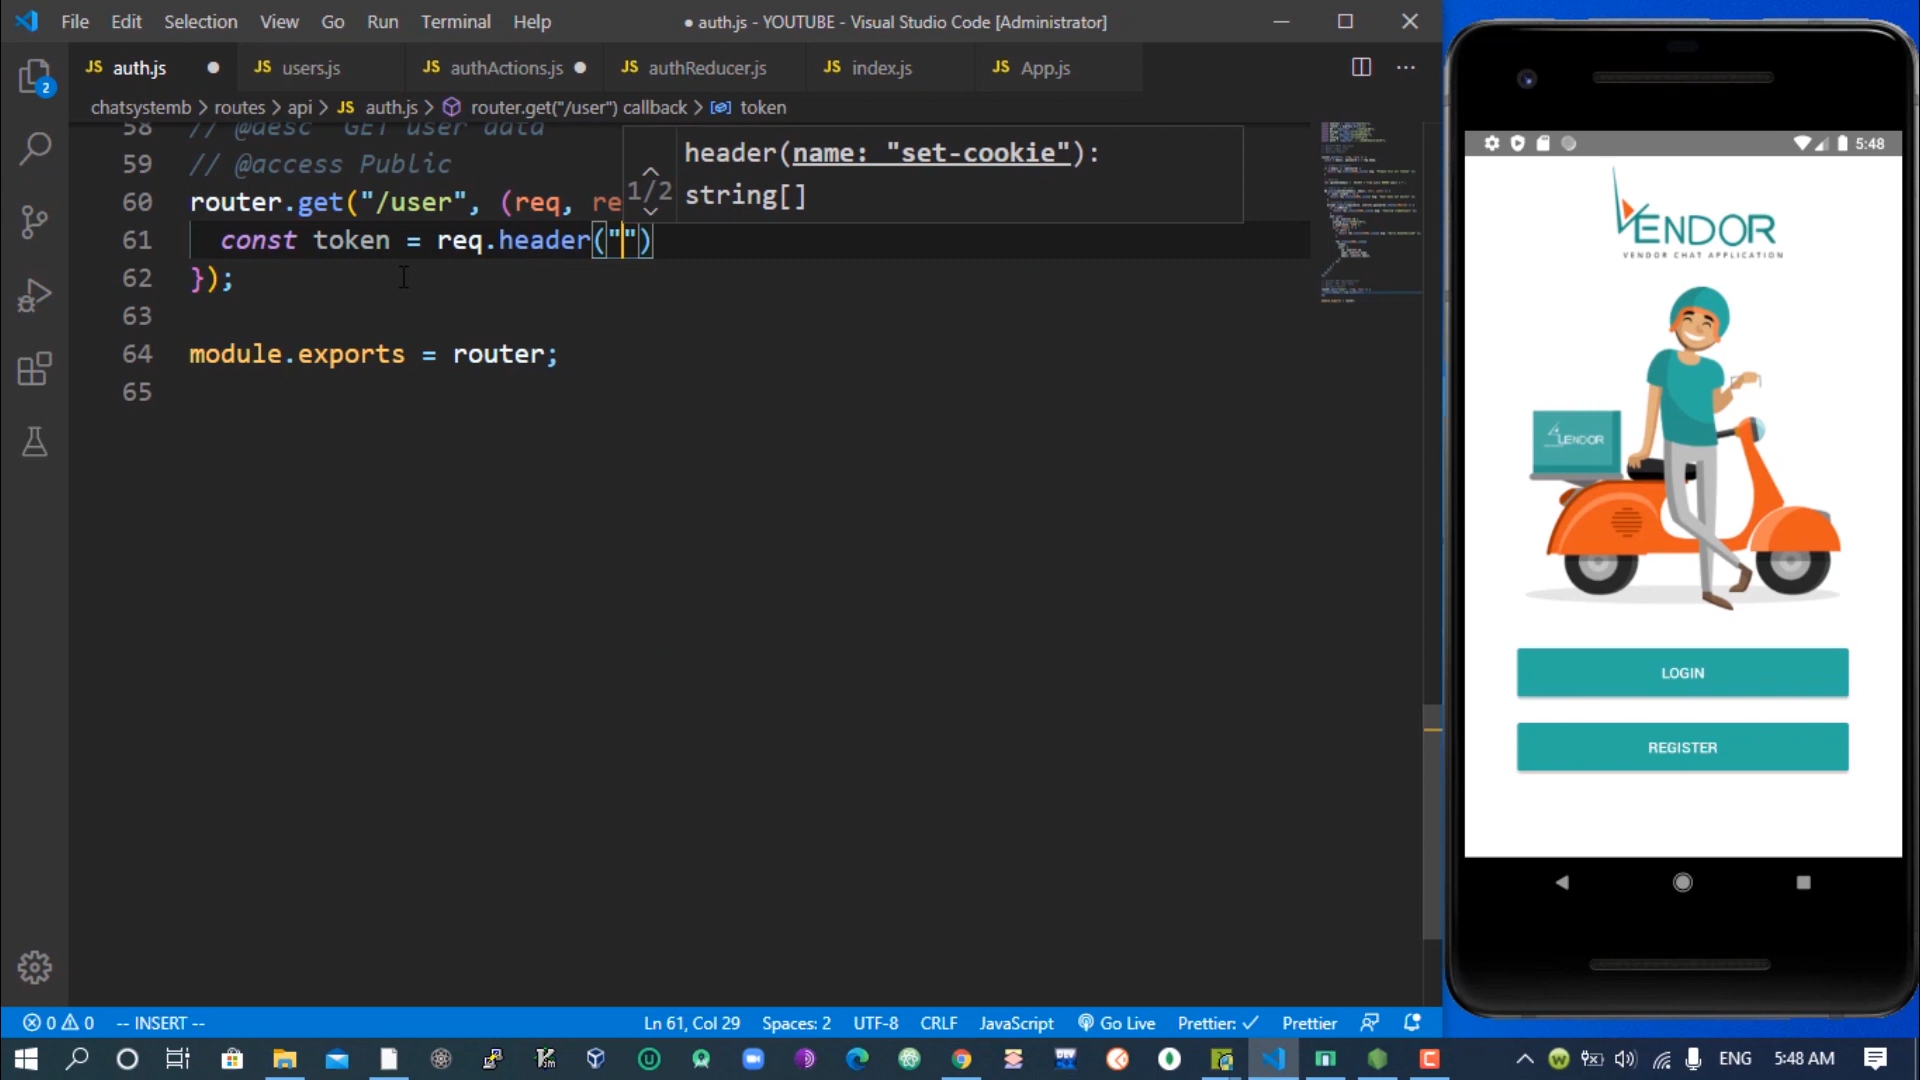 File Edit Selection View Go Run Terminal Help
● auth.js - YOUTUBE - Visual Studio Code [Administrator]
JS auth.js ● JS users.js JS authActions.js ● JS authReducer.js JS index.js JS App.js
chatsystemb > routes > api > JS auth.js > router.get("/user") callback > token
58 // @desc GET user data
59 // @access Public
60 router.get("/user", (req, re
61 const token = req.header("")
62 });
63
64 module.exports = router;
65
1/2
header(name: "set-cookie"):
string[]
2
0 0 -- INSERT --
Ln 61, Col 29 Spaces: 2 UTF-8 CRLF JavaScript Go Live Prettier: ✓ Prettier
ENG 5:48 AM
5:48
VENDOR
VENDOR CHAT APPLICATION
VENDOR
LOGIN
REGISTER